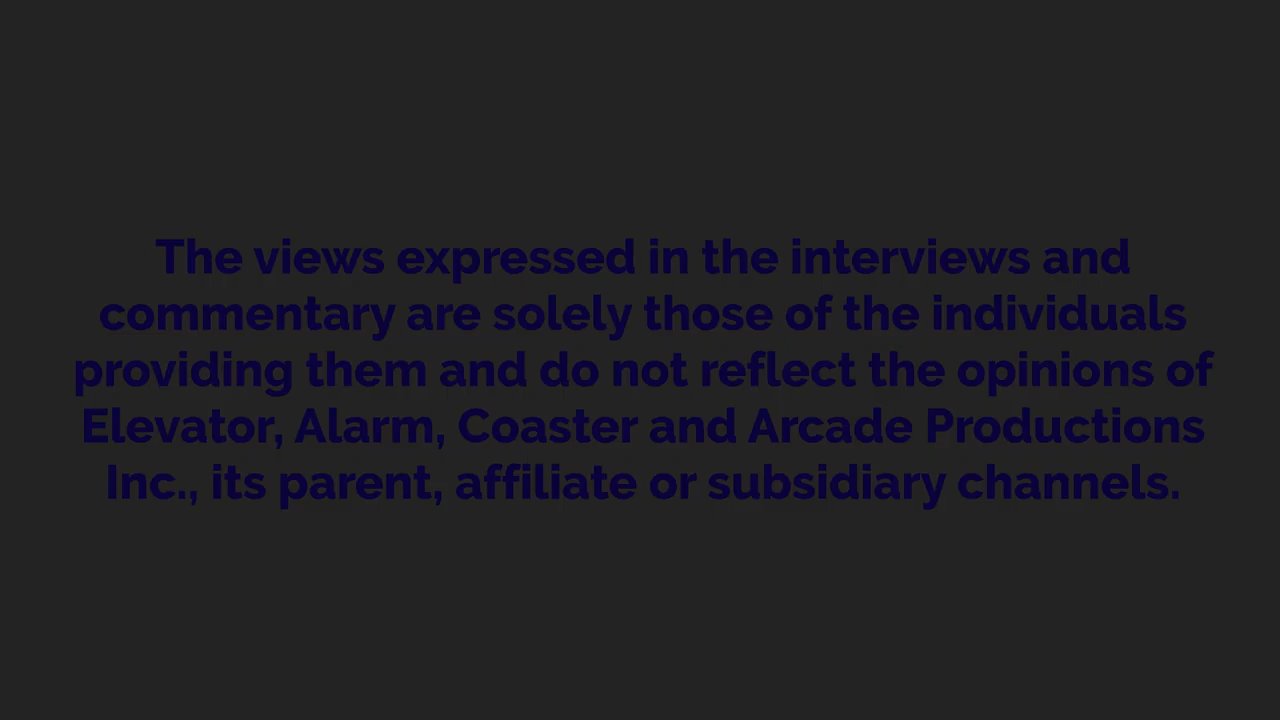 The views expressed in the interviews and
commentary are solely those of the individuals
providing them and do not reflect the opinions of
Elevator, Alarm, Coaster and Arcade Productions
Inc., its parent, affiliate or subsidiary channels.